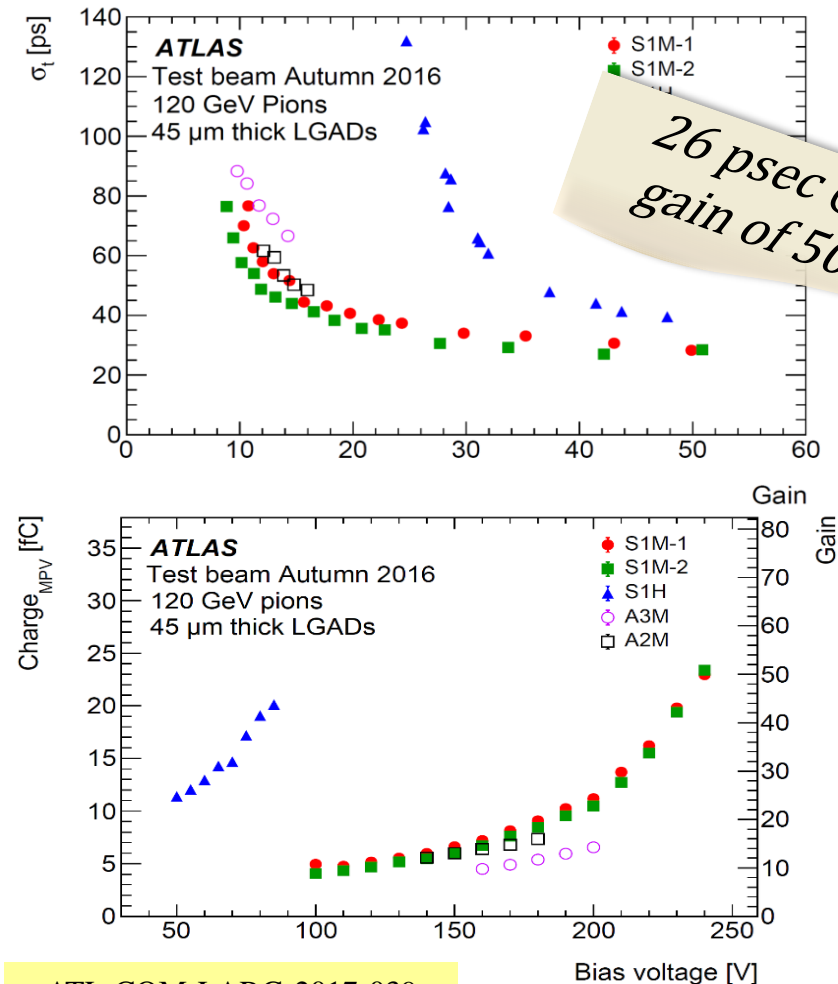 140
120
100
80
60
40
20
0
σt [ps]
ATLAS
Test beam Autumn 2016
120 GeV Pions
45 µm thick LGADs
S1M-1
S1M-2
26 psec
gain of 50
0 10 20 30 40 50 60
Gain
35
30
25
20
15
10
5
0
ChargeMPV [fC]
ATLAS
Test beam Autumn 2016
120 GeV pions
45 µm thick LGADs
S1M-1
S1M-2
S1H
A3M
A2M
80
70
60
50
40
30
20
10
0
Gain
50 100 150 200 250
Bias voltage [V]